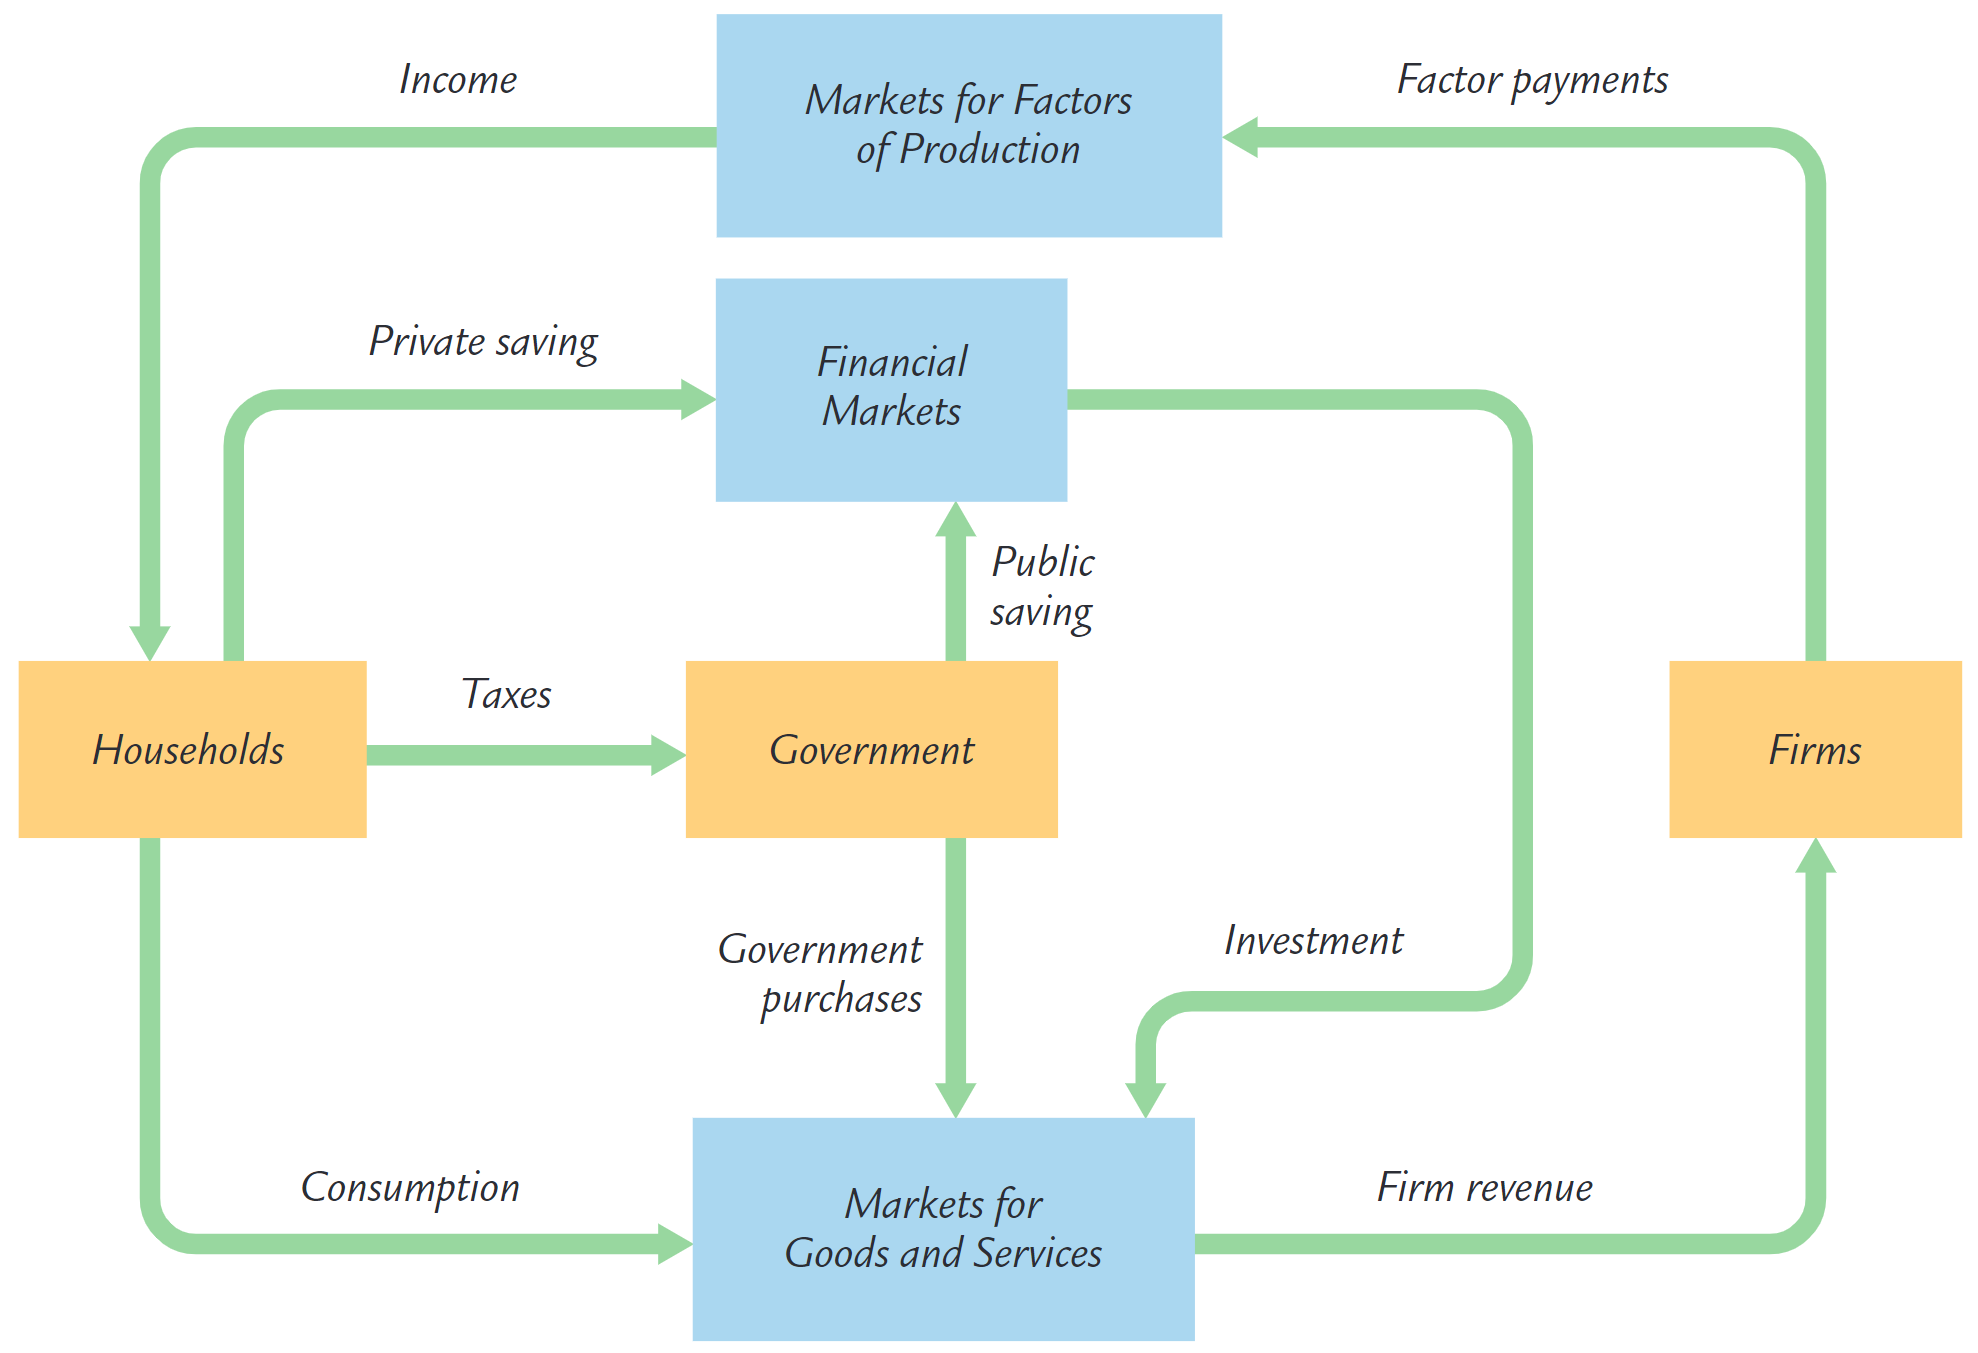 Income
Markets for Factors
of Production
Factor payments
Private saving
Financial
Markets
Public
saving
Households
Taxes
Government
Firms
Government
purchases
Investment
Consumption
Markets for
Goods and Services
Firm revenue